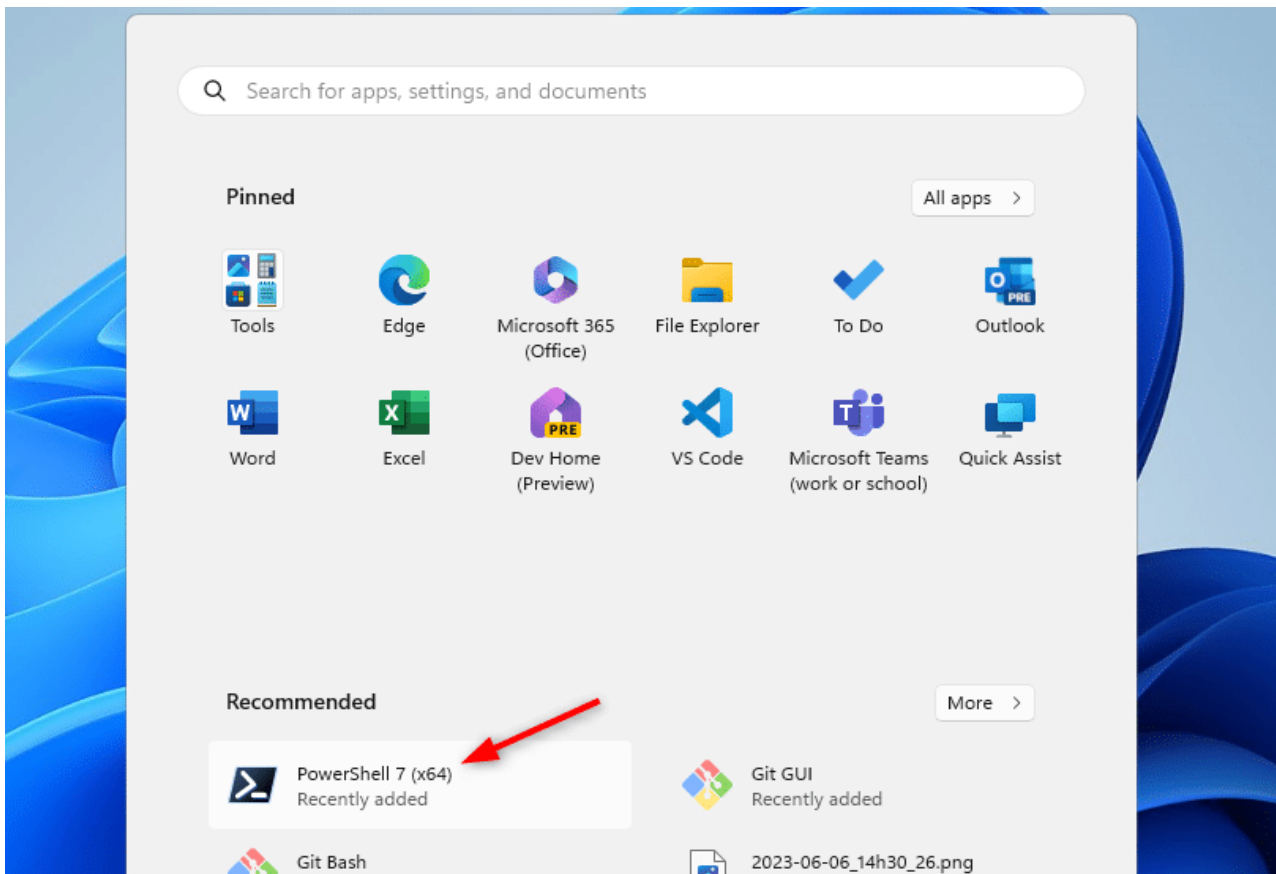 Search for apps, settings, and documents
Pinned
All apps
Tools
Edge
Microsoft 365
(Office)
File Explorer
To Do
O
PRE
Outlook
W
Word
X
Excel
PRE
Dev Home
(Preview)
VS Code
T
Microsoft Teams
(work or school)
Quick Assist
Recommended
More
PowerShell 7 (x64)
Recently added
Git GUI
Recently added
Git Bash
2023-06-06_14h30_26.png